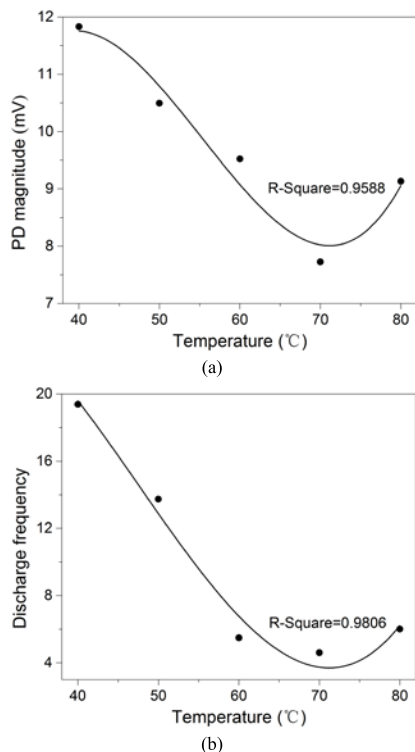 12
11
10
9
8
7
PD magnitude (mV)
R-Square=0.9588
40 50 60 70 80
Temperature (℃)
(a)
20
16
12
8
4
Discharge frequency
R-Square=0.9806
40 50 60 70 80
Temperature (℃)
(b)